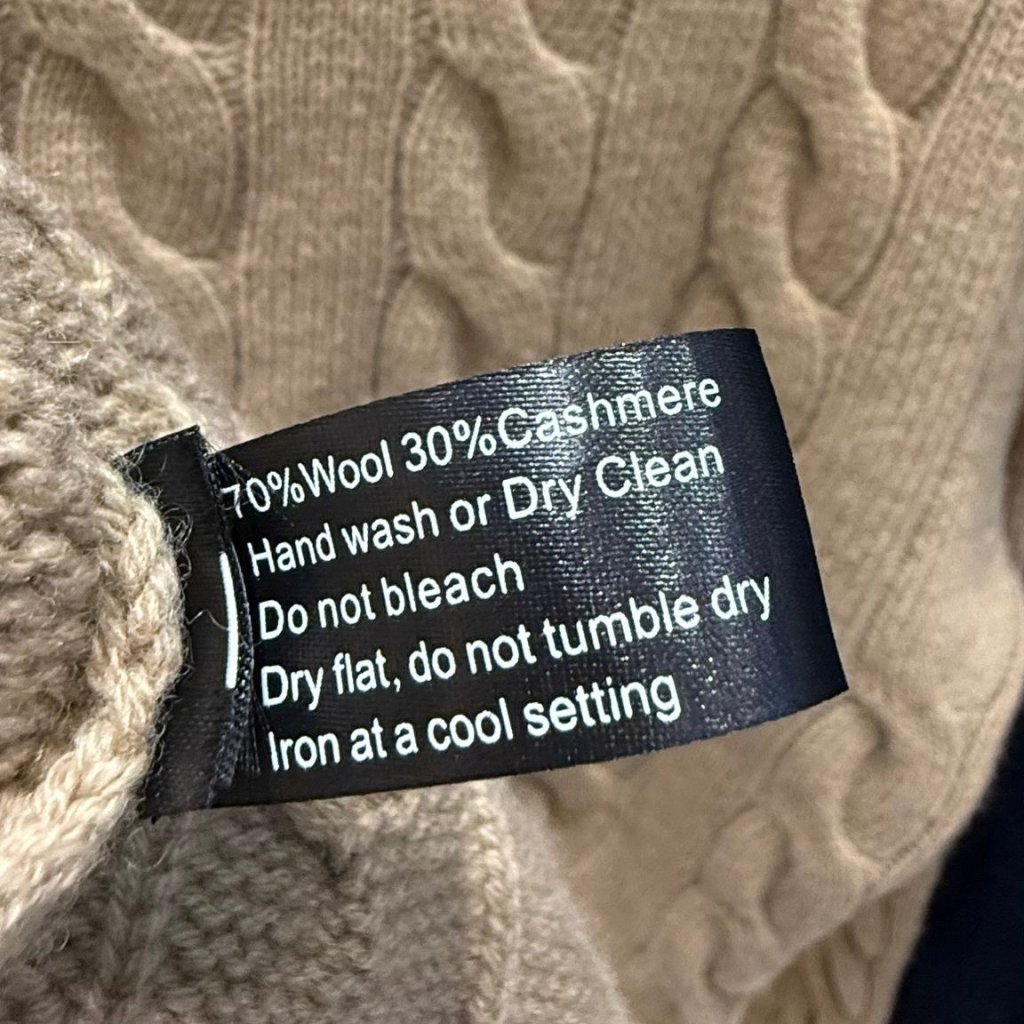 70%Wool 30%Cashmere
Hand wash or Dry Clean
Do not bleach
Dry flat, do not tumble dry
Iron at a cool setting